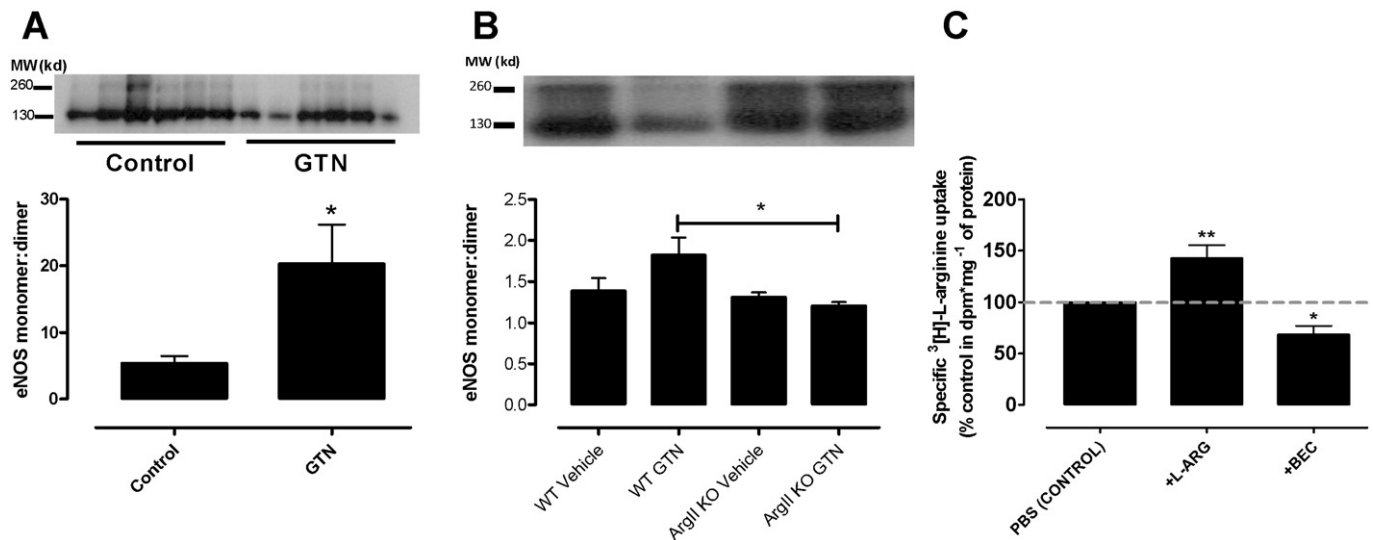 A
MW (kd)
260
130
Control
GTN
eNOS monomer:dimer
30
20
10
0
*
Control
GTN
B
MW (kd)
260
130
eNOS monomer:dimer
2.5
2.0
1.5
1.0
0.5
0.0
*
WT Vehicle
WT GTN
ArgII KO Vehicle
ArgII KO GTN
C
Specific ³[H]-L-arginine uptake
(% control in dpm*mg⁻¹ of protein)
200
150
100
50
0
**
*
PBS (CONTROL)
+L-ARG
+BEC